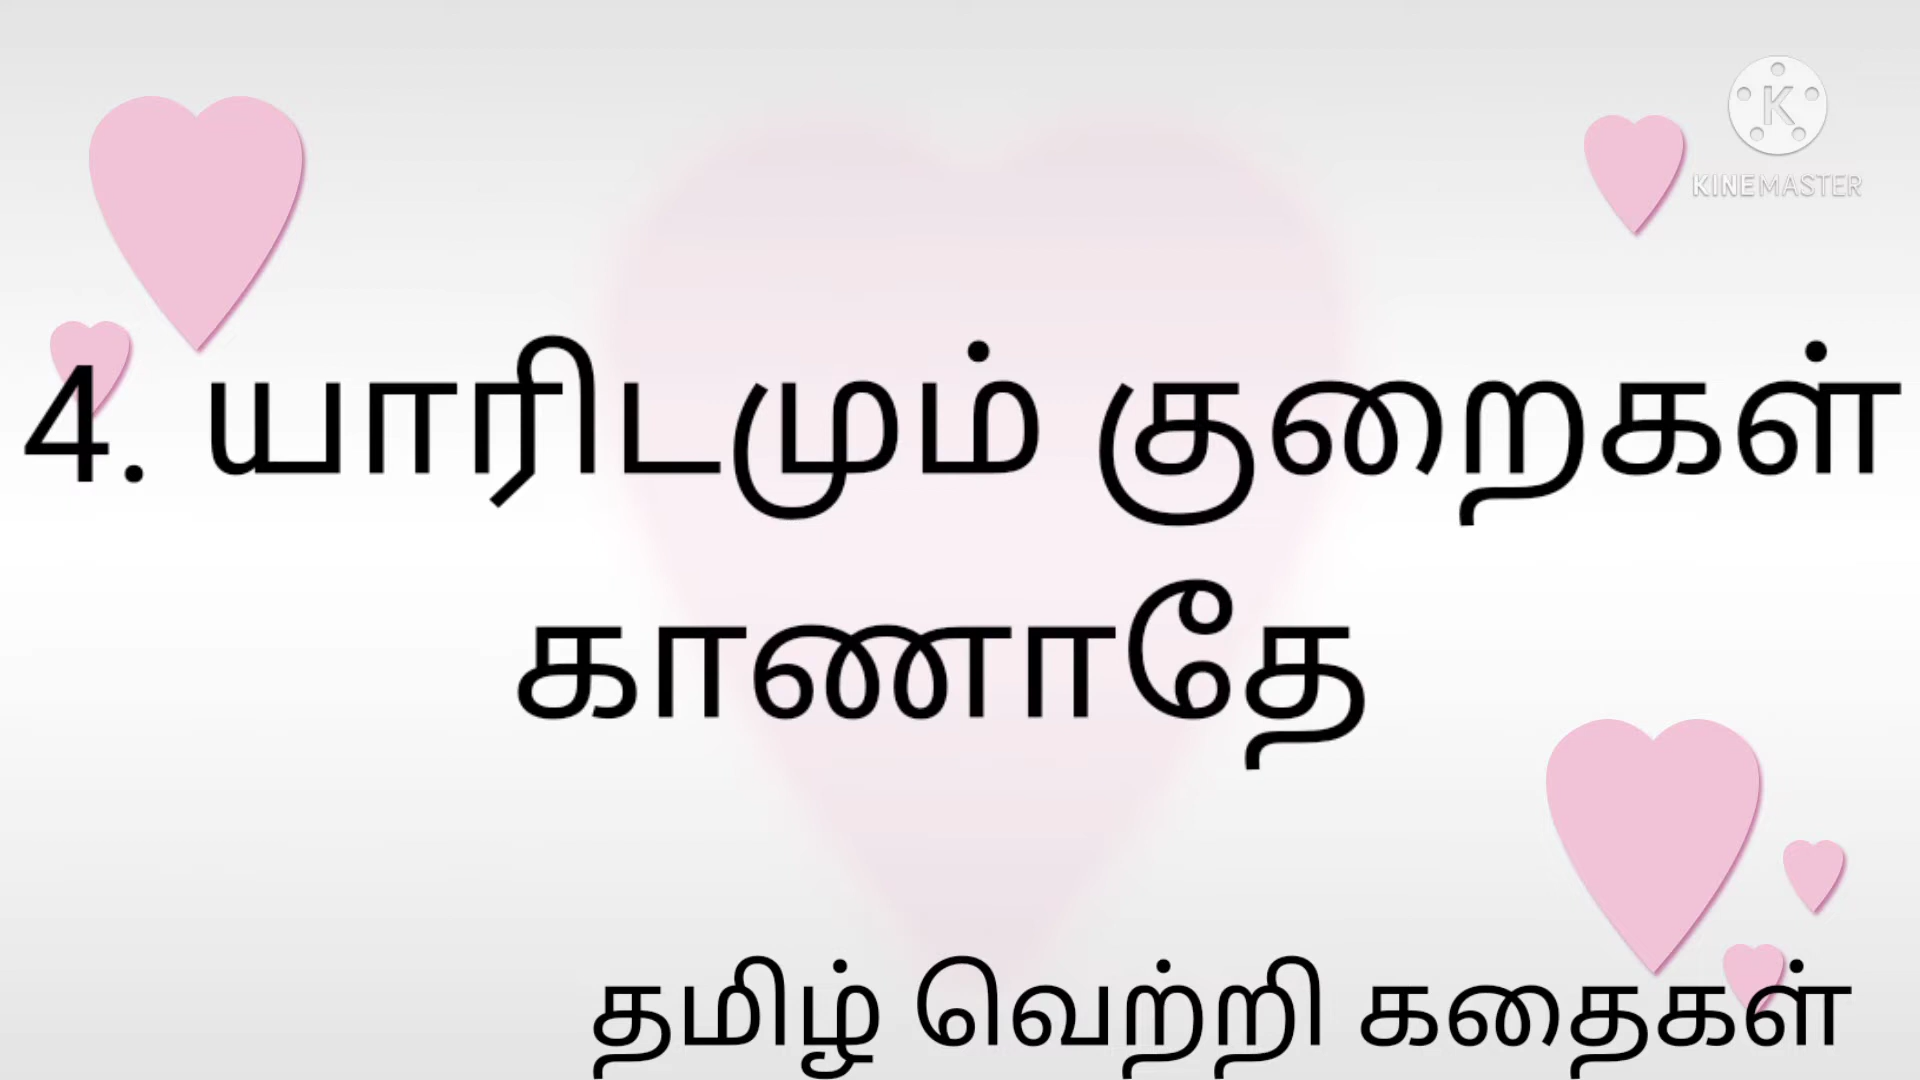 K
KINEMASTER
4. யாரிடமும் குறைகள்
காணாதே
தமிழ் வெற்றி கதைகள்